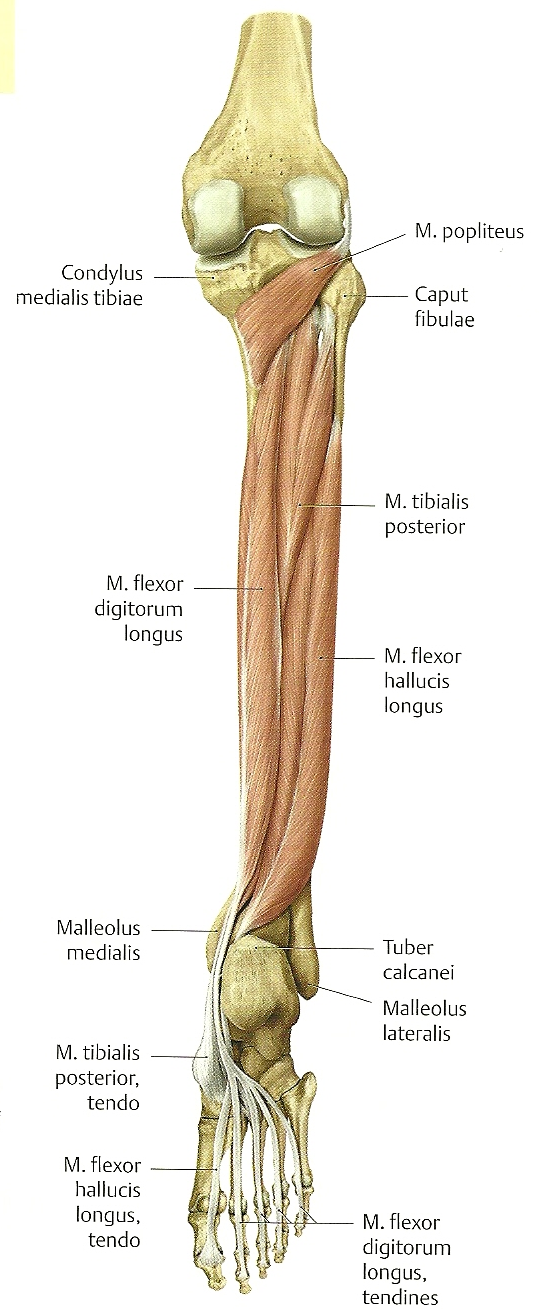 M. popliteus
Condylus
medialis tibiae
Caput
fibulae
M. tibialis
posterior
M. flexor
digitorum
longus
M. flexor
hallucis
longus
Malleolus
medialis
Tuber
calcanei
Malleolus
lateralis
M. tibialis
posterior,
tendo
M. flexor
hallucis
longus,
tendo
M. flexor
digitorum
longus,
tendines